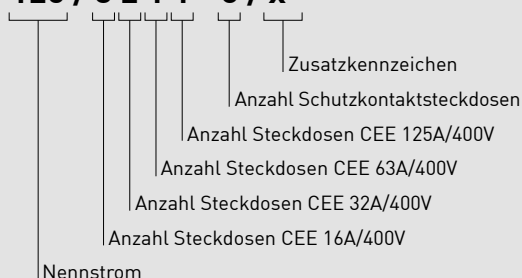 Zusatzkennzeichen
Anzahl Schutzkontaktsteckdosen
Anzahl Steckdosen CEE 125A/400V
Anzahl Steckdosen CEE 63A/400V
Anzahl Steckdosen CEE 32A/400V
Anzahl Steckdosen CEE 16A/400V
Nennstrom